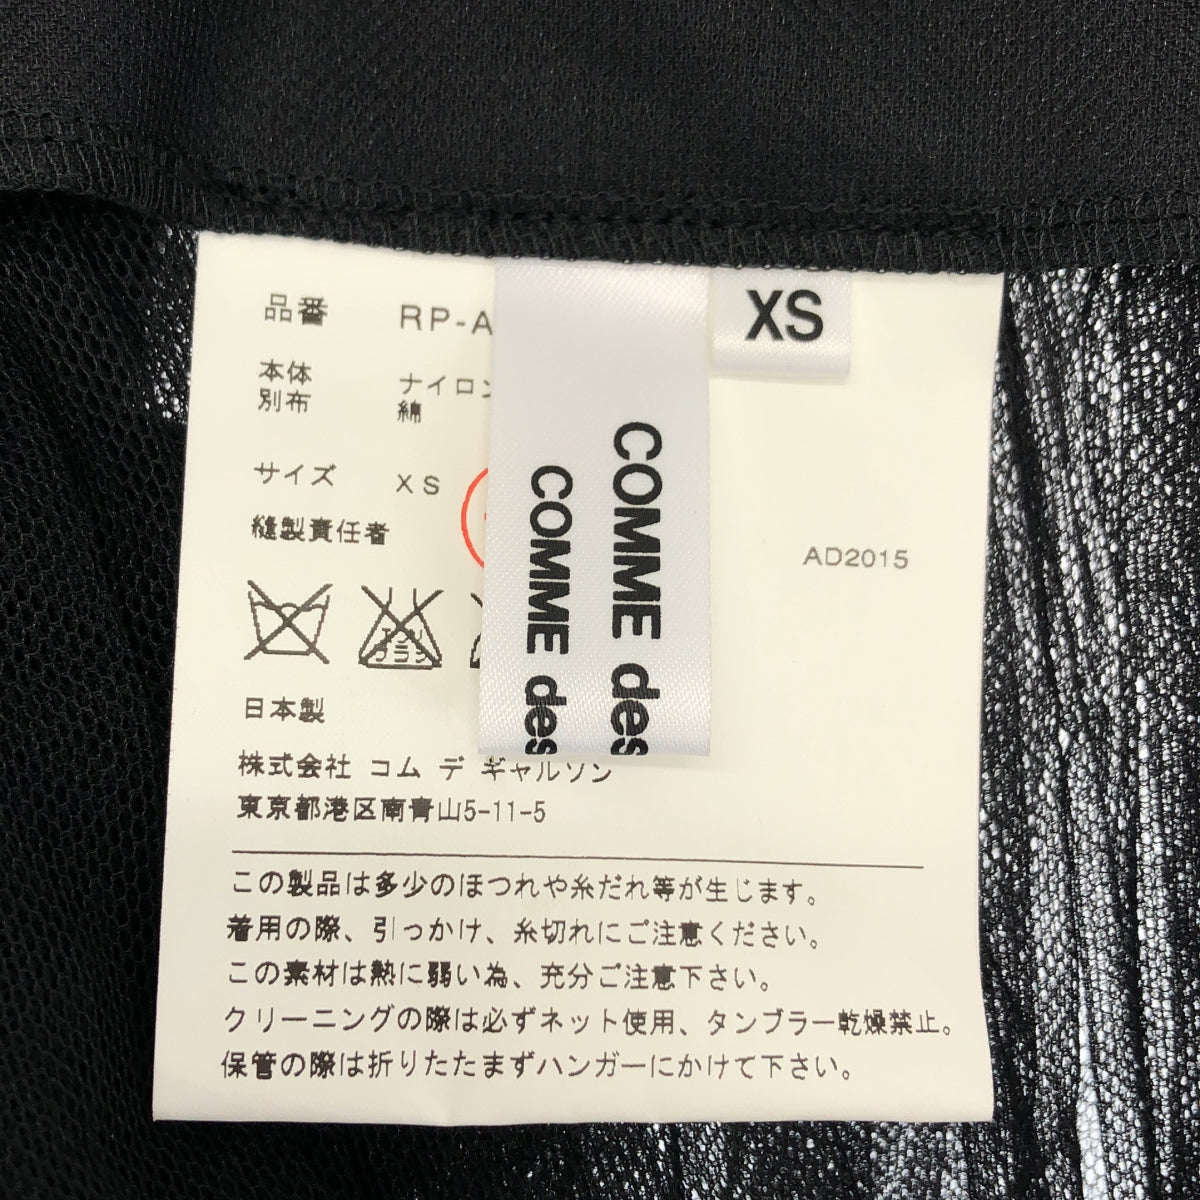 品番 RP-A
XS
本体 ナイロン
別布 綿
サイズ XS
縫製責任者
AD2015
COMME des
COMME des
エンソ
日本製
株式会社 コム デ ギャルソン
東京都港区南青山5-11-5
この製品は多少のほつれや糸だれ等が生じます。
着用の際、引っかけ、糸切れにご注意ください。
この素材は熱に弱い為、充分ご注意下さい。
クリーニングの際は必ずネット使用、タンブラー乾燥禁止。
保管の際は折りたたまずハンガーにかけて下さい。